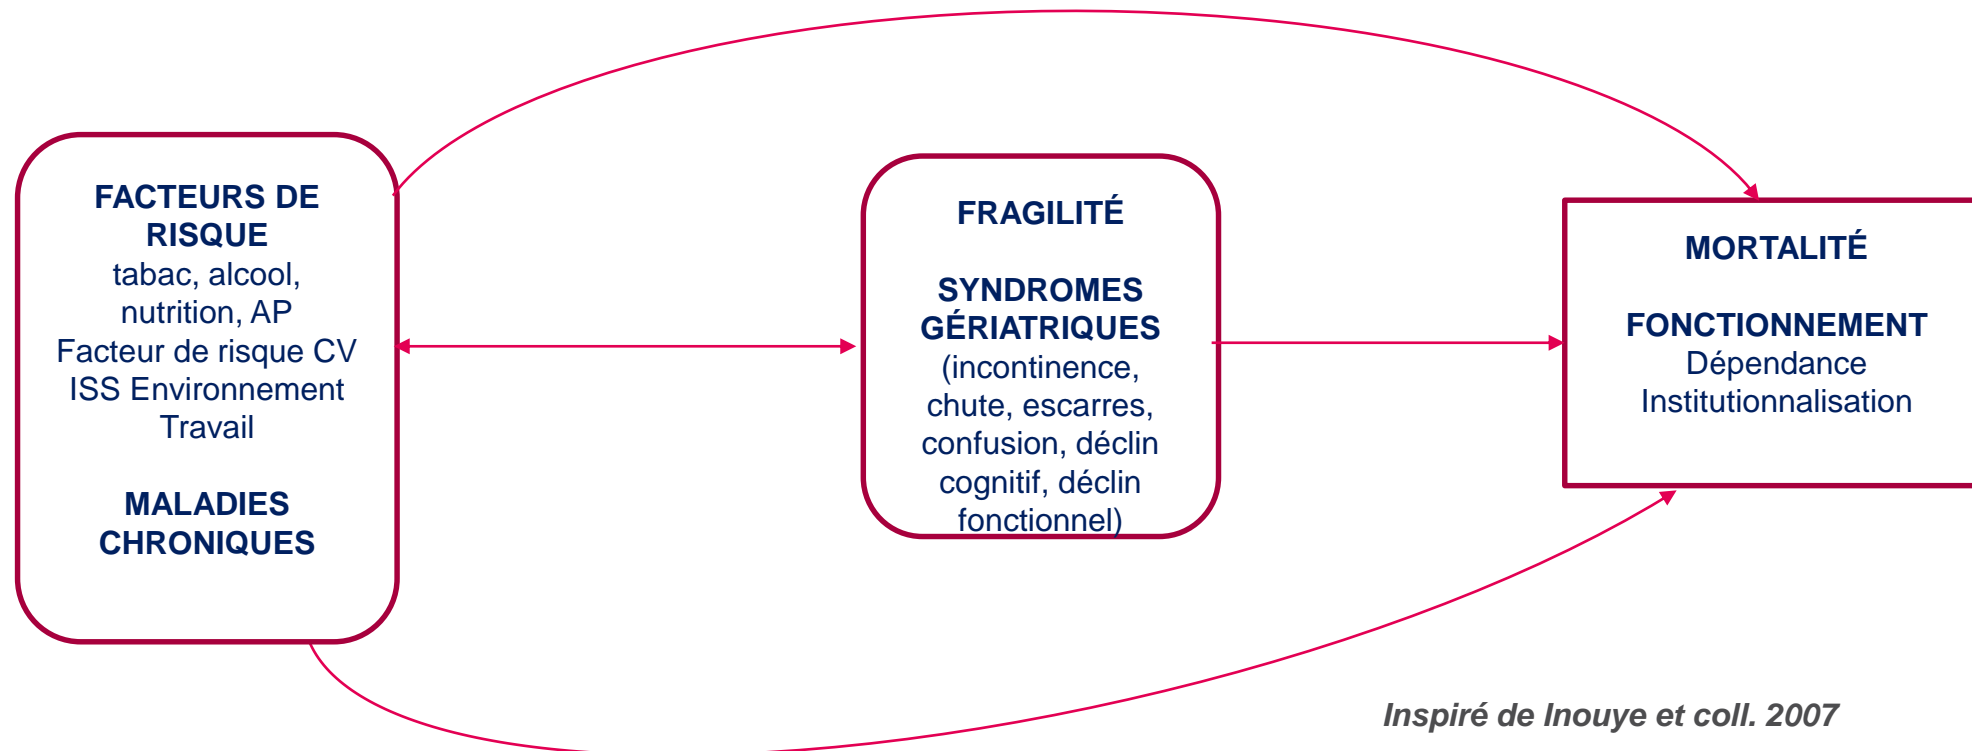 FACTEURS DE
RISQUE
tabac, alcool,
nutrition, AP
Facteur de risque CV
ISS Environnement
Travail
MALADIES
CHRONIQUES
FRAGILITÉ
SYNDROMES
GÉRIATRIQUES
(incontinence,
chute, escarres,
confusion, déclin
cognitif, déclin
fonctionnel)
MORTALITÉ
FONCTIONNEMENT
Dépendance
Institutionnalisation
Inspiré de Inouye et coll. 2007